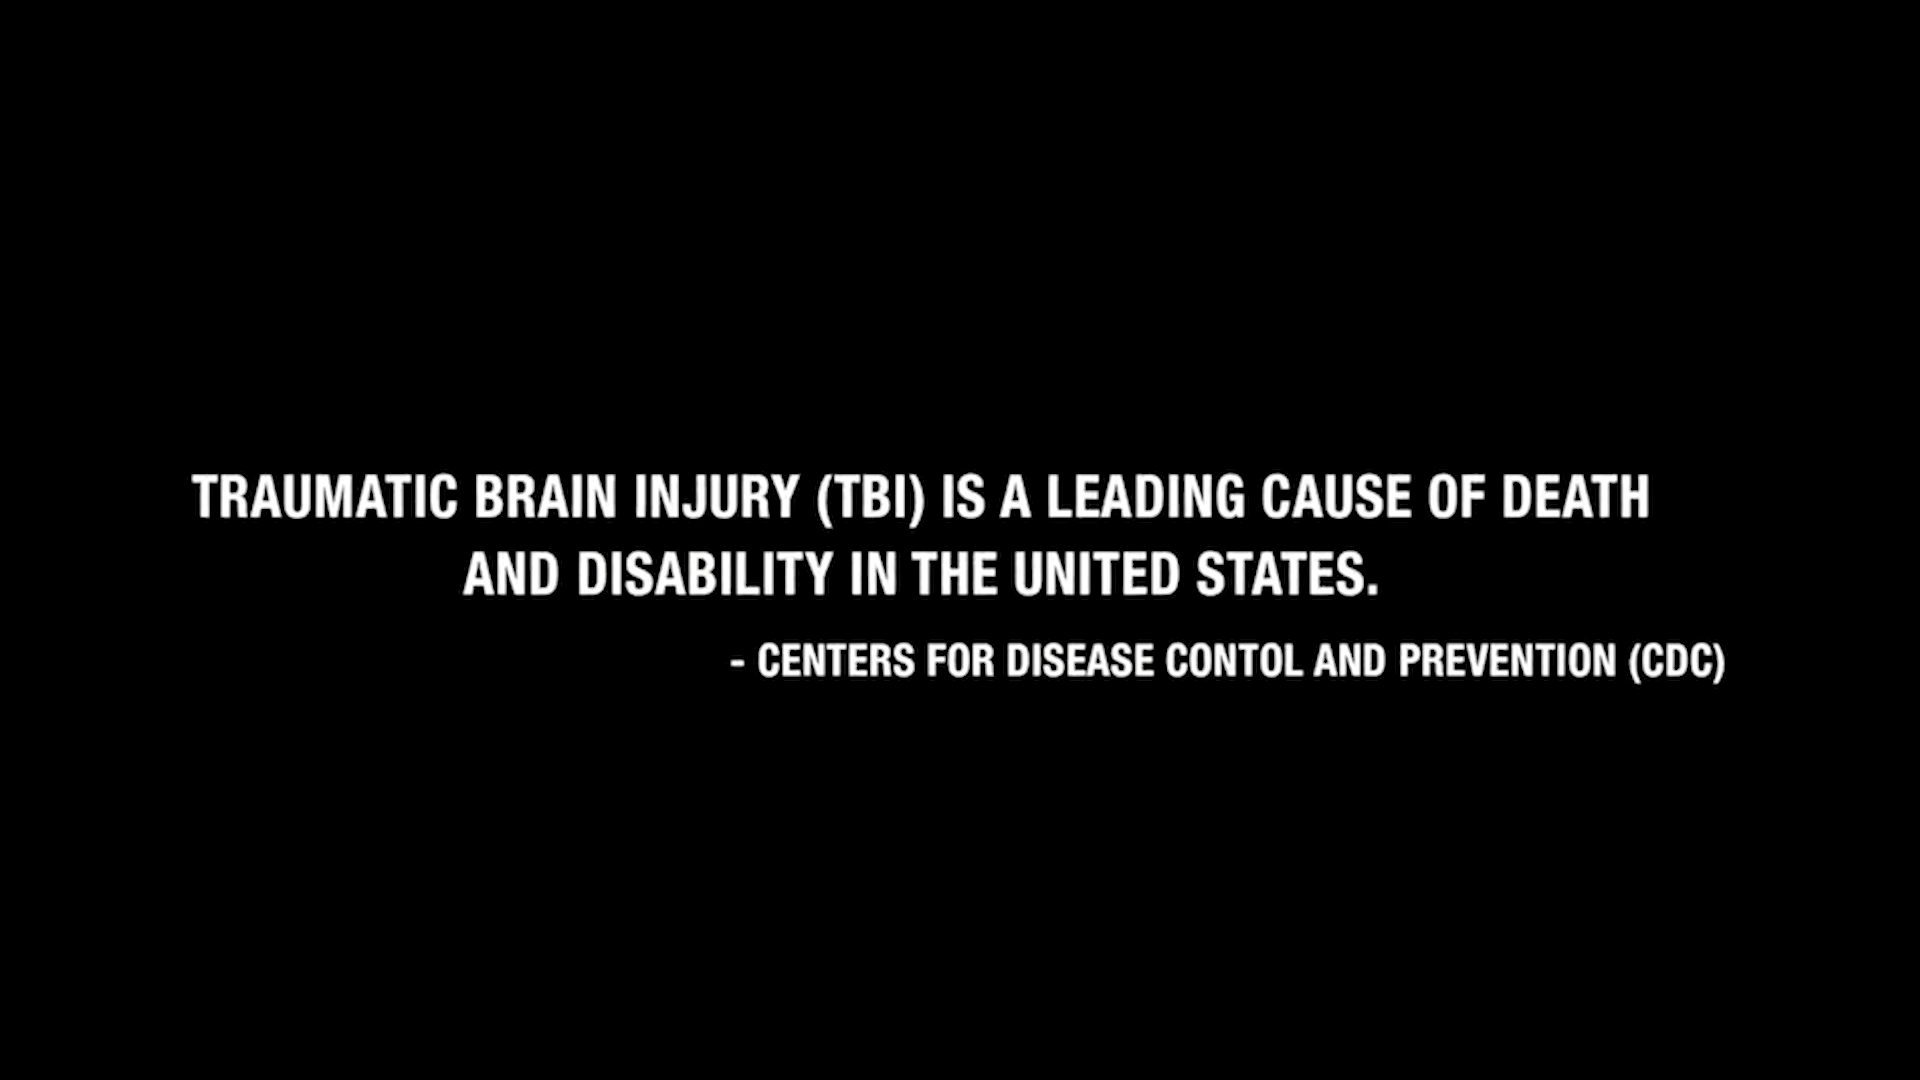 TRAUMATIC BRAIN INJURY (TBI) IS A LEADING CAUSE OF DEATH
AND DISABILITY IN THE UNITED STATES.
- CENTERS FOR DISEASE CONTOL AND PREVENTION (CDC)